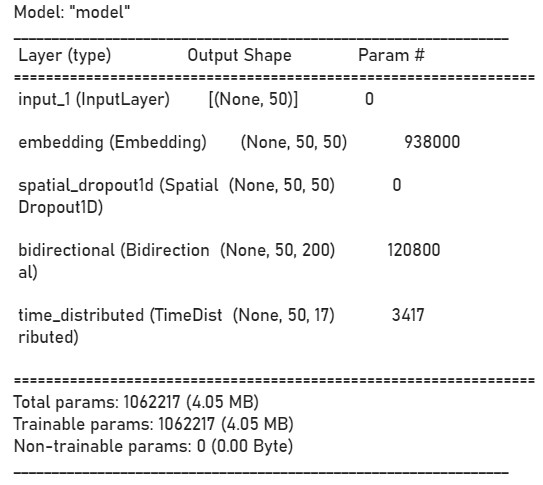 Model: "model"
_________________________________________________________________
Layer (type) Output Shape Param #
=================================================================
input_1 (InputLayer) [(None, 50)] 0
embedding (Embedding) (None, 50, 50) 938000
spatial_dropout1d (Spatial (None, 50, 50) 0
Dropout1D)
bidirectional (Bidirection (None, 50, 200) 120800
al)
time_distributed (TimeDist (None, 50, 17) 3417
ributed)
=================================================================
Total params: 1062217 (4.05 MB)
Trainable params: 1062217 (4.05 MB)
Non-trainable params: 0 (0.00 Byte)
_________________________________________________________________